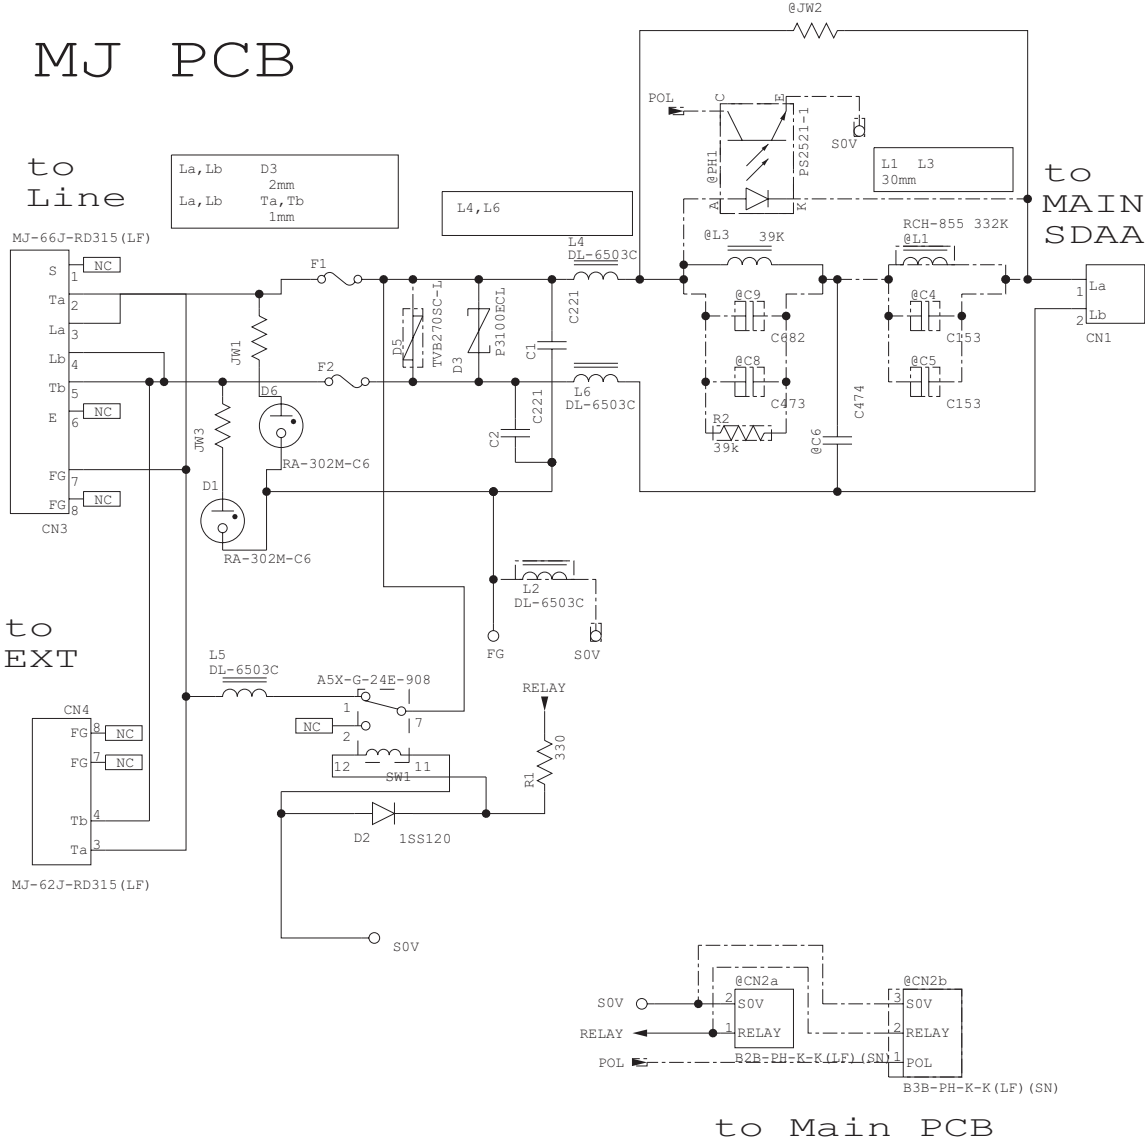 MJ PCB
@JW2
POL
C
E
S0V
@PH1
PS2521-1
A
K
to
Line
La,Lb D3
2mm
La,Lb Ta,Tb
1mm
L4,L6
L1 L3
30mm
to
MAIN
SDAA
MJ-66J-RD315(LF)
S
1
NC
Ta
2
La
3
Lb
4
Tb
5
E
6
NC
FG
7
FG
8
NC
CN3
F1
F2
JW1
JW3
D6
RA-302M-C6
D1
RA-302M-C6
D5
TVB270SC-L
D3
P3100ECL
C1
C221
C2
C221
L4
DL-6503C
L6
DL-6503C
@L3
39K
@C9
C682
@C8
C473
R2
39k
@C6
C474
RCH-855 332K
@L1
@C4
C153
@C5
C153
La
1
Lb
2
CN1
L2
DL-6503C
FG
S0V
to
EXT
L5
DL-6503C
A5X-G-24E-908
1
7
NC
2
12
11
SW1
RELAY
R1
330
D2
1SS120
CN4
FG
8
NC
FG
7
NC
Tb
4
Ta
3
MJ-62J-RD315(LF)
S0V
@CN2a
S0V
2
S0V
RELAY
1
RELAY
POL
B2B-PH-K-K(LF)(SN)
@CN2b
3
S0V
2
RELAY
1
POL
B3B-PH-K-K(LF)(SN)
to Main PCB